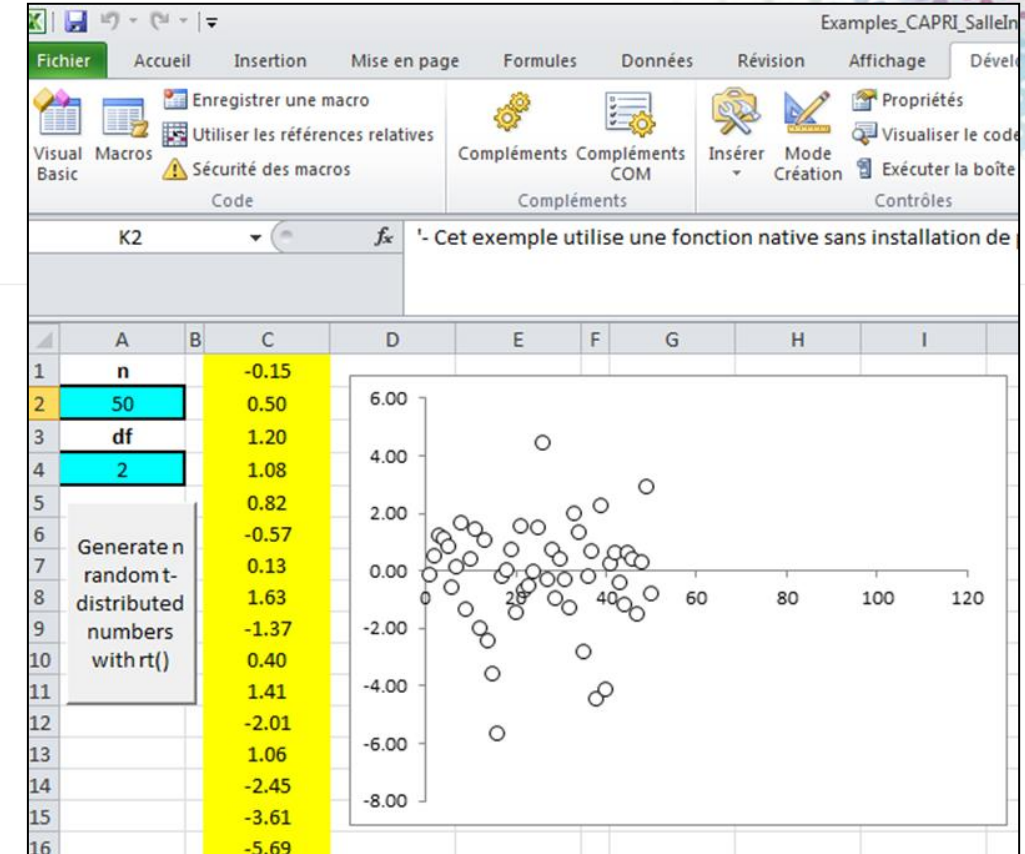 Examples_CAPRI_SalleIn
Fichier Accueil Insertion Mise en page Formules Données Révision Affichage Dévelo
Visual Basic
Macros
Enregistrer une macro
Utiliser les références relatives
Sécurité des macros
Code
Compléments
Compléments COM
Compléments
Insérer
Mode Création
Propriétés
Visualiser le code
Exécuter la boîte
Contrôles
K2 fx '- Cet exemple utilise une fonction native sans installation de
A B C D E F G H I
1 n -0.15
2 50 0.50
3 df 1.20
4 2 1.08
5 0.82
6 -0.57
7 0.13
8 1.63
9 -1.37
10 0.40
11 1.41
12 -2.01
13 1.06
14 -2.45
15 -3.61
16 -5.69
Generate n
random t-
distributed
numbers
with rt()
6.00
4.00
2.00
0.00
-2.00
-4.00
-6.00
-8.00
0 20 40 60 80 100 120